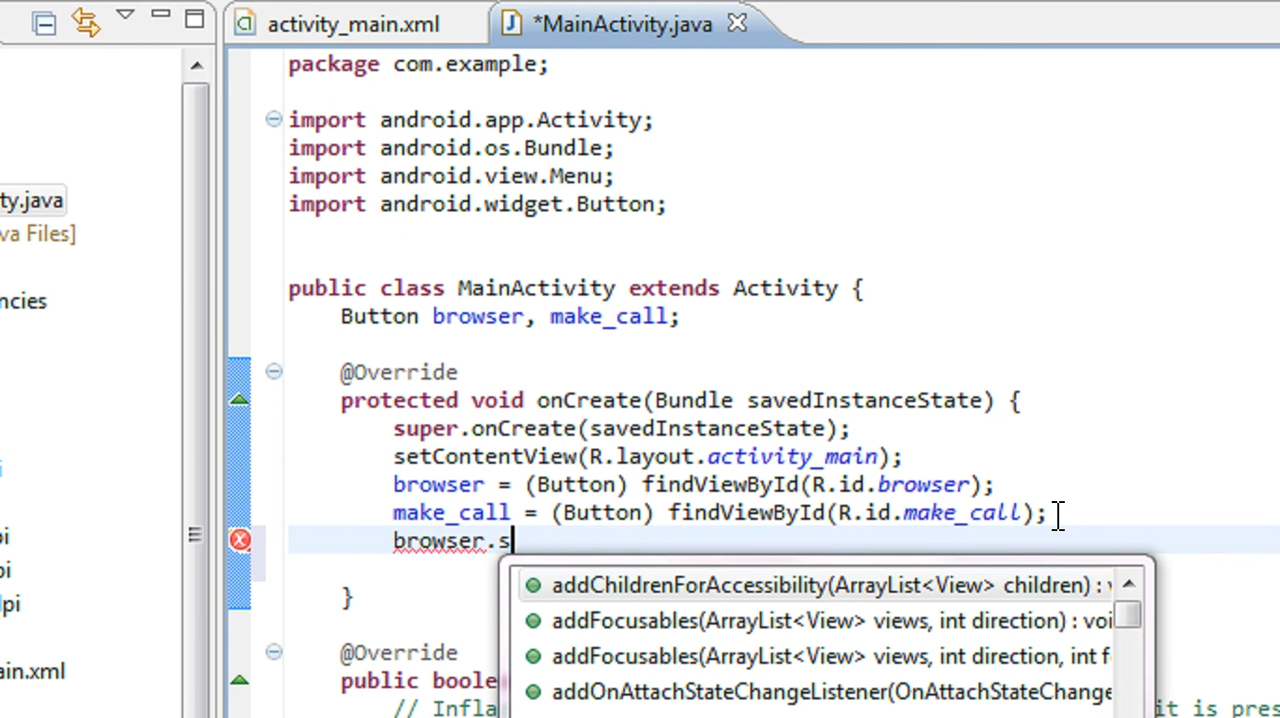 activity_main.xml
*MainActivity.java
ty.java
va Files]
ncies
i
pi
pi
lpi
ain.xml
package com.example;
import android.app.Activity;
import android.os.Bundle;
import android.view.Menu;
import android.widget.Button;
public class MainActivity extends Activity {
Button browser, make_call;
@Override
protected void onCreate(Bundle savedInstanceState) {
super.onCreate(savedInstanceState);
setContentView(R.layout.activity_main);
browser = (Button) findViewById(R.id.browser);
make_call = (Button) findViewById(R.id.make_call);
browser.s
addChildrenForAccessibility(ArrayList<View> children) : v
addFocusables(ArrayList<View> views, int direction) : voi
addFocusables(ArrayList<View> views, int direction, int f
addOnAttachStateChangeListener(OnAttachStateChange
}
@Override
public boole
// Infla it is pres